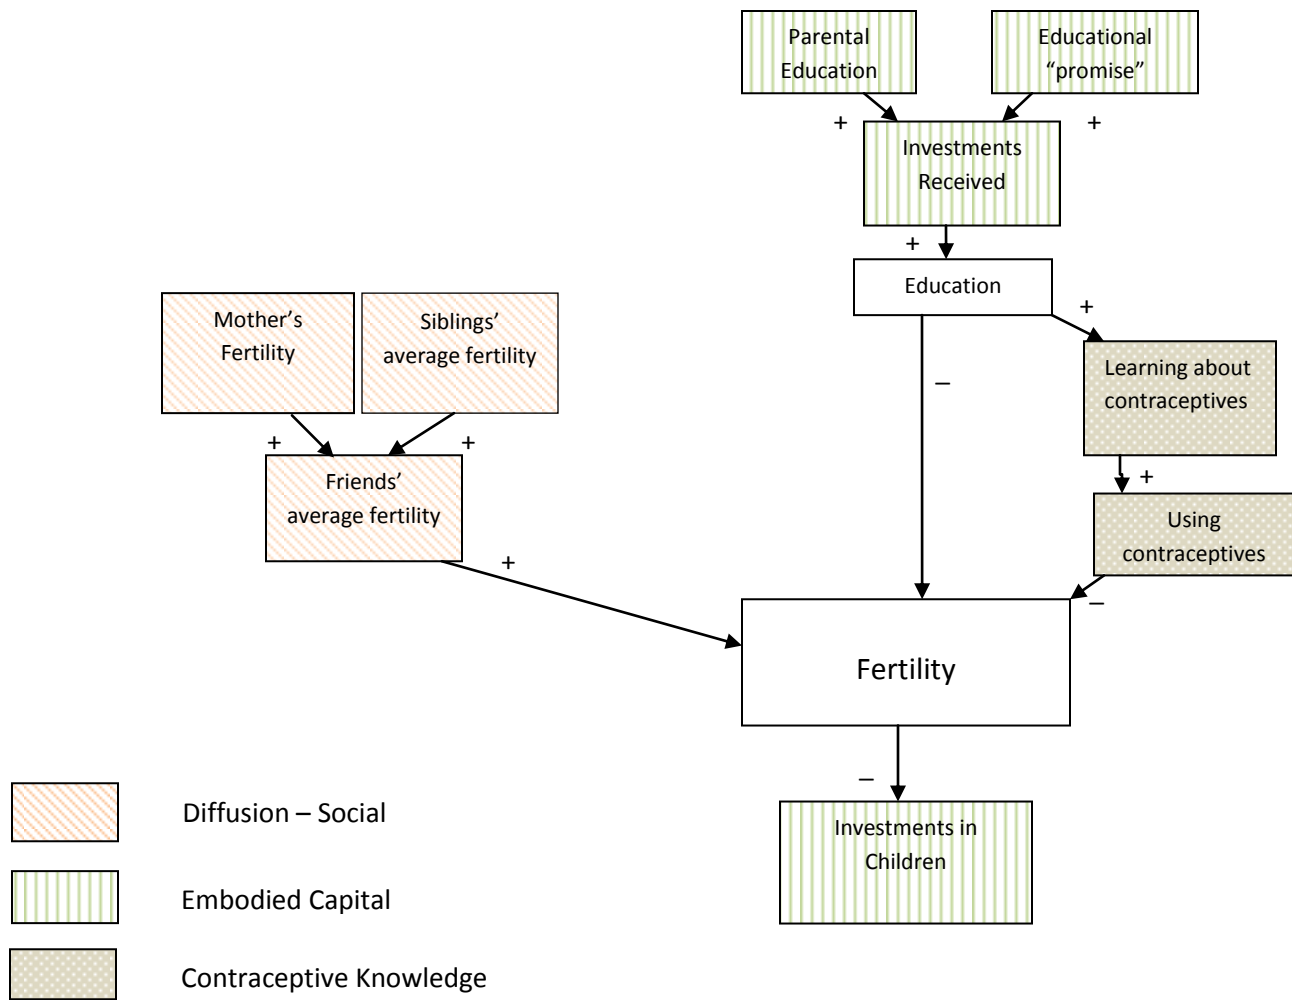 Parental
Education
Educational
“promise”
+
+
Investments
Received
+
Education
+
Mother’s
Fertility
Siblings’
average fertility
–
Learning about
contraceptives
+
+
Friends’
average fertility
+
Using
contraceptives
+
–
Fertility
–
Investments in
Children
Diffusion – Social
Embodied Capital
Contraceptive Knowledge